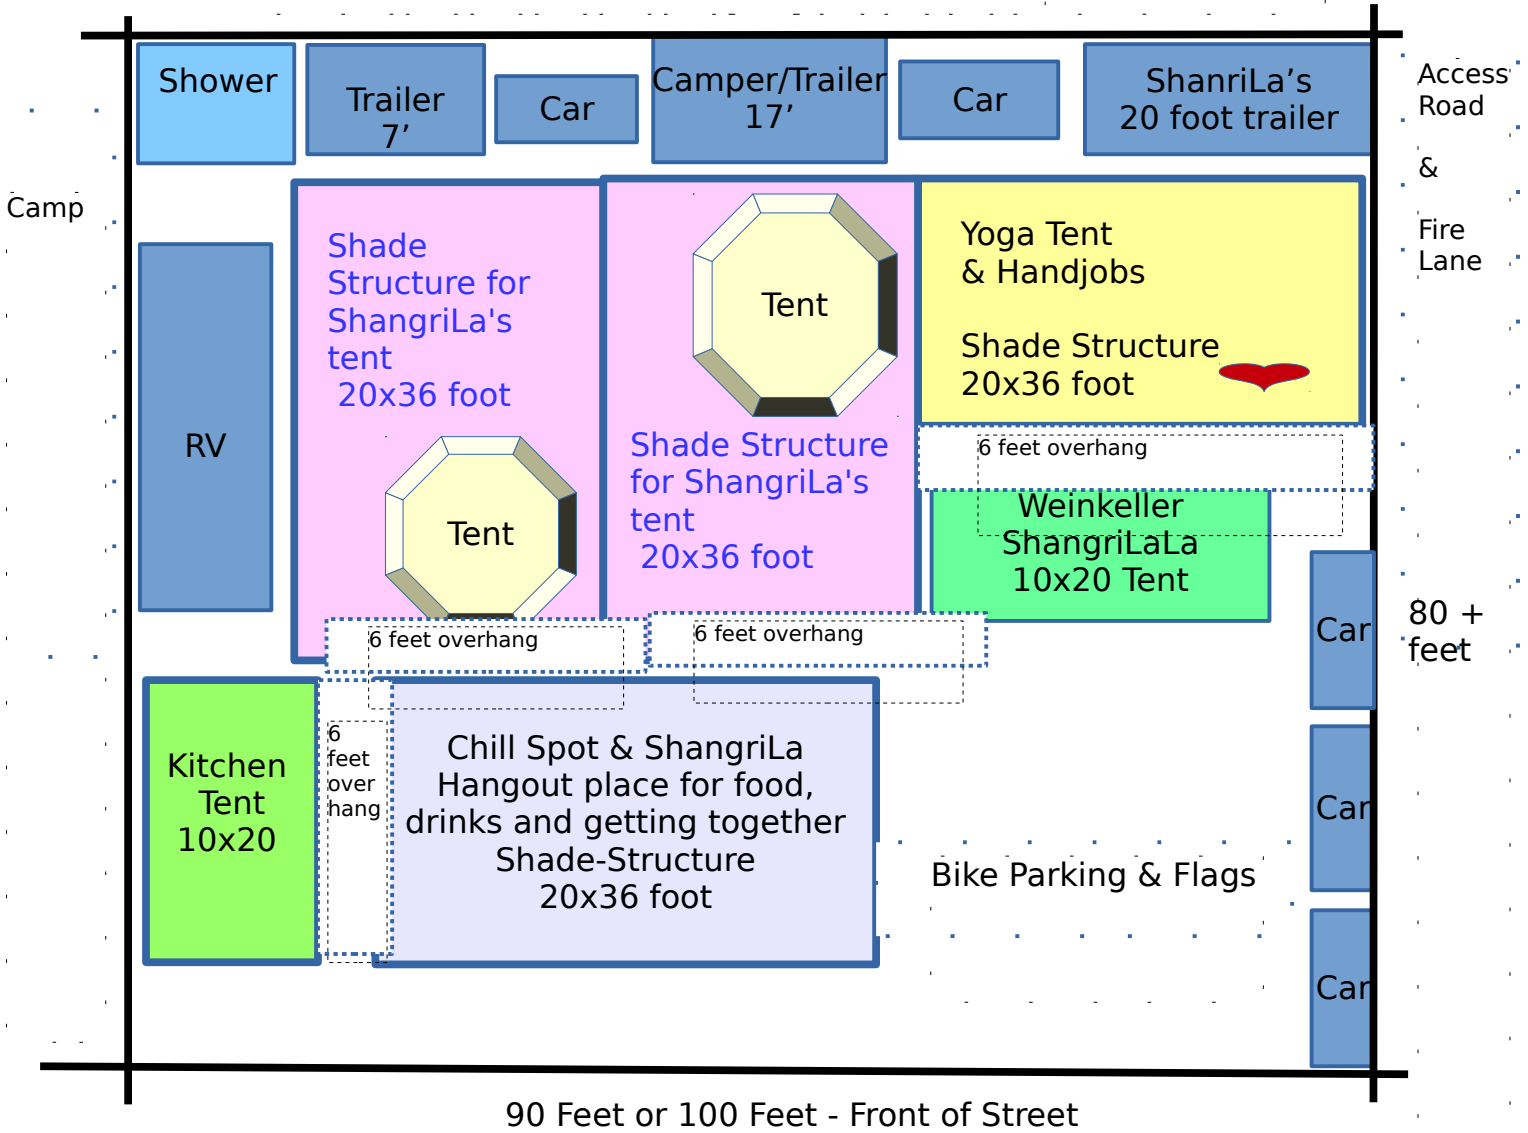 Shower
Trailer
7’
Car
Camper/Trailer
17’
Car
ShanriLa’s
20 foot trailer
Access
Road
&
Fire
Lane
Camp
Shade
Structure for
ShangriLa's
tent
20x36 foot
Tent
Yoga Tent
& Handjobs
Shade Structure
20x36 foot
RV
Tent
Shade Structure
for ShangriLa's
tent
20x36 foot
6 feet overhang
Weinkeller
ShangriLaLa
10x20 Tent
6 feet overhang
6 feet overhang
Car
80 +
feet
Kitchen
Tent
10x20
6
feet
over
hang
Chill Spot & ShangriLa
Hangout place for food,
drinks and getting together
Shade-Structure
20x36 foot
Car
Bike Parking & Flags
Car
90 Feet or 100 Feet - Front of Street